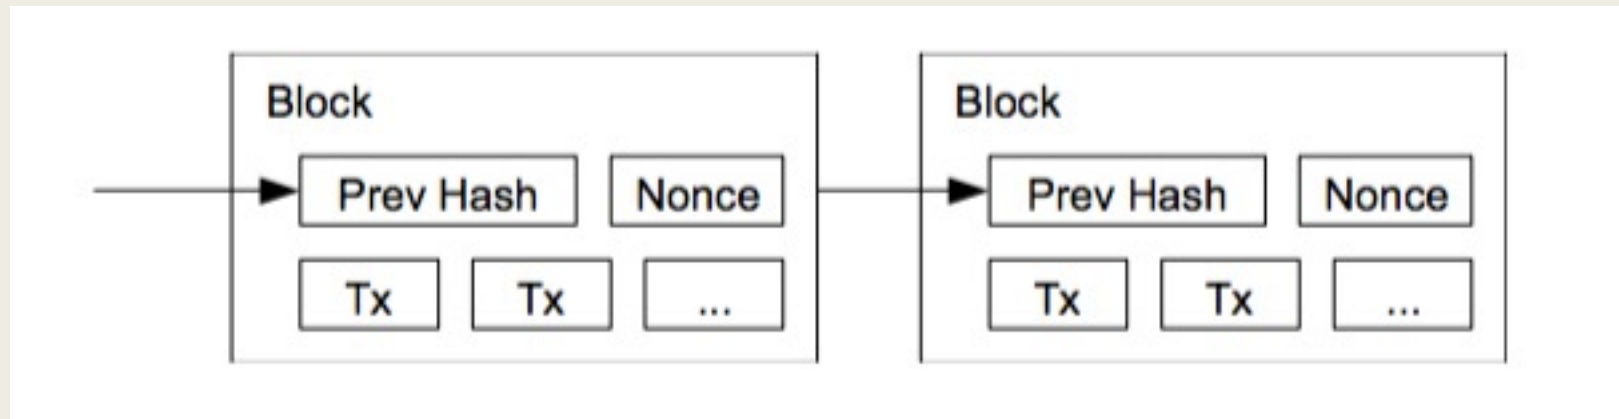 Block
Prev Hash Nonce
Tx Tx ...
Block
Prev Hash Nonce
Tx Tx ...